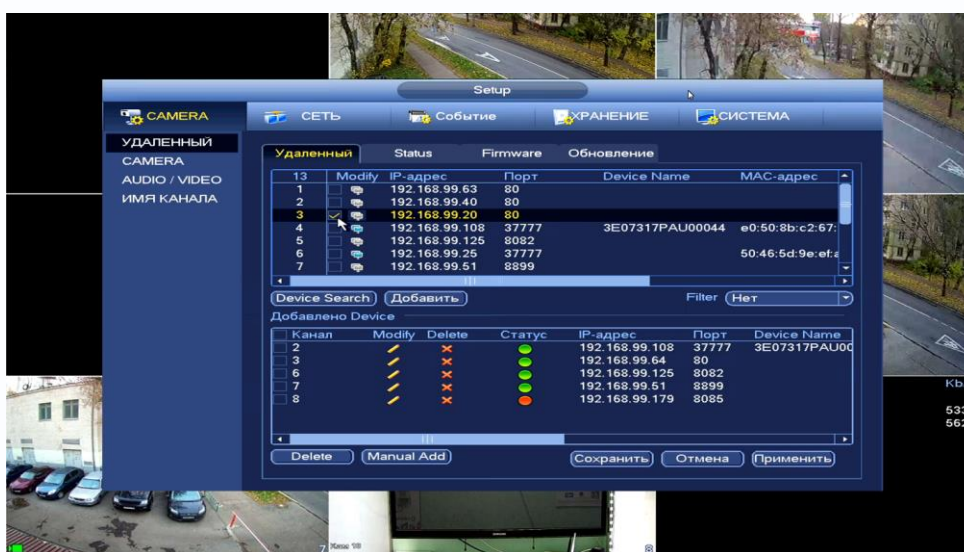 Setup
CAMERA СЕТЬ Событие ХРАНЕНИЕ СИСТЕМА
УДАЛЕННЫЙ
CAMERA
AUDIO / VIDEO
ИМЯ КАНАЛА
Удаленный Status Firmware Обновление
13 Modify IP-адрес Порт Device Name MAC-адрес
1 192.168.99.63 80
2 192.168.99.40 80
3 192.168.99.20 80
4 192.168.99.108 37777 3E07317PAU00044 e0:50:8b:c2:67:
5 192.168.99.125 8082
6 192.168.99.25 37777 50:46:5d:9e:ef:a
7 192.168.99.51 8899
Device Search Добавить Filter Нет
Добавлено Device
Канал Modify Delete Статус IP-адрес Порт Device Name
2 192.168.99.108 37777 3E07317PAU00
3 192.168.99.64 80
6 192.168.99.125 8082
7 192.168.99.51 8899
8 192.168.99.179 8085
Delete Manual Add Сохранить Отмена Применить
Kb
533
562
7
8